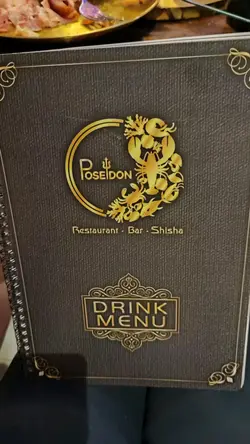 POSEIDON
Restaurant • Bar • Shisha
DRINK
MENU